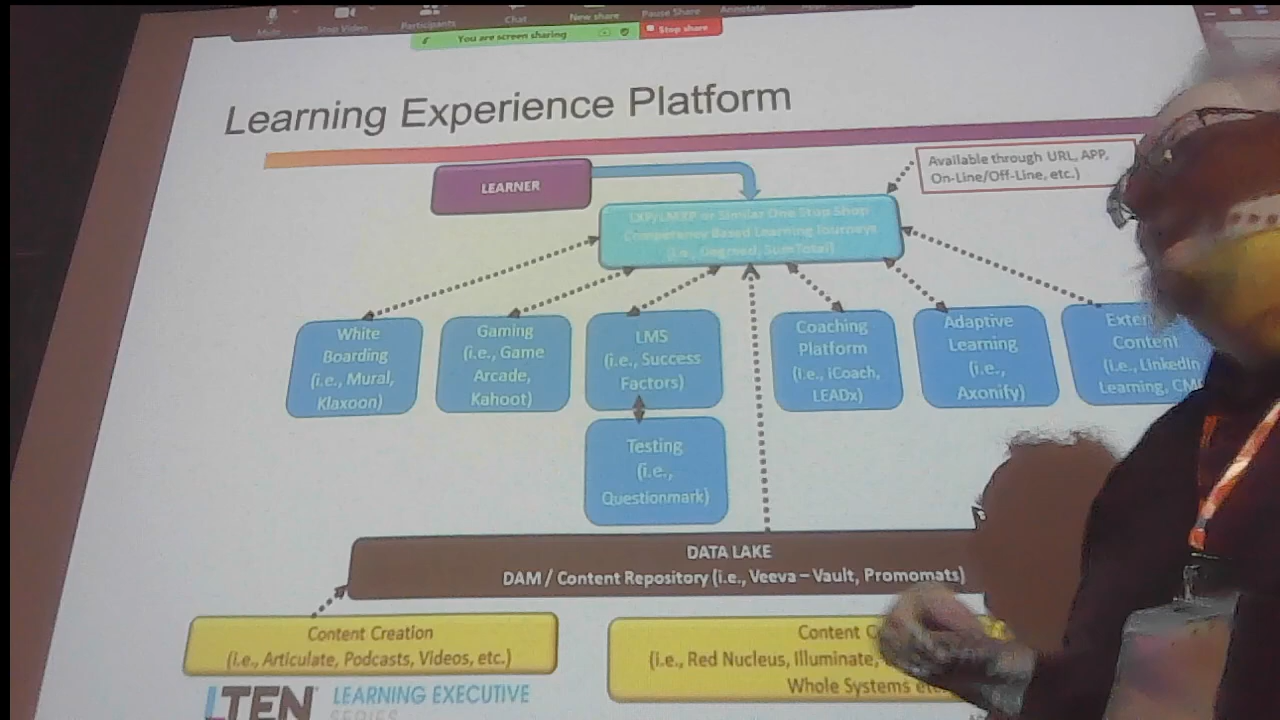 Mute
Stop Video
Participants
Chat
New share
Pause Share
Annotate
You are screen sharing
Stop share
Learning Experience Platform
LEARNER
Available through URL, APP,
On-Line/Off-Line, etc.)
or Similar One Stop Shop
Competency Based Learning Journeys
(i.e., Degreed, SumTotal)
White
Boarding
(i.e., Mural,
Klaxoon)
Gaming
(i.e., Game
Arcade,
Kahoot)
LMS
(i.e., Success
Factors)
Coaching
Platform
(i.e., iCoach,
LEADx)
Adaptive
Learning
(i.e.,
Axonify)
Exter
Content
(i.e., LinkedIn
Learning,
Testing
(i.e.,
Questionmark)
DATA LAKE
DAM / Content Repository (i.e., Veeva – Vault, Promomats)
Content Creation
(i.e., Articulate, Podcasts, Videos, etc.)
Content C
(i.e., Red Nucleus, Illuminate,
Whole Systems etc.
LTEN LEARNING EXECUTIVE
SERIES